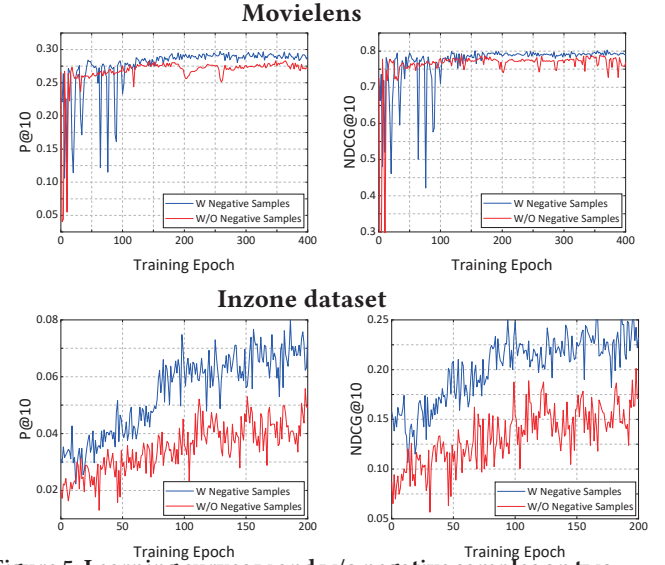 Movielens
P@10
0.30
0.25
0.20
0.15
0.10
0.05
0
100
200
300
400
W Negative Samples
W/O Negative Samples
Training Epoch
NDCG@10
0.8
0.7
0.6
0.5
0.4
0.3
0
100
200
300
400
W Negative Samples
W/O Negative Samples
Training Epoch
Inzone dataset
P@10
0.08
0.06
0.04
0.02
0
50
100
150
200
W Negative Samples
W/O Negative Samples
Training Epoch
NDCG@10
0.25
0.20
0.15
0.10
0.05
0
50
100
150
200
W Negative Samples
W/O Negative Samples
Training Epoch
negative samples on two